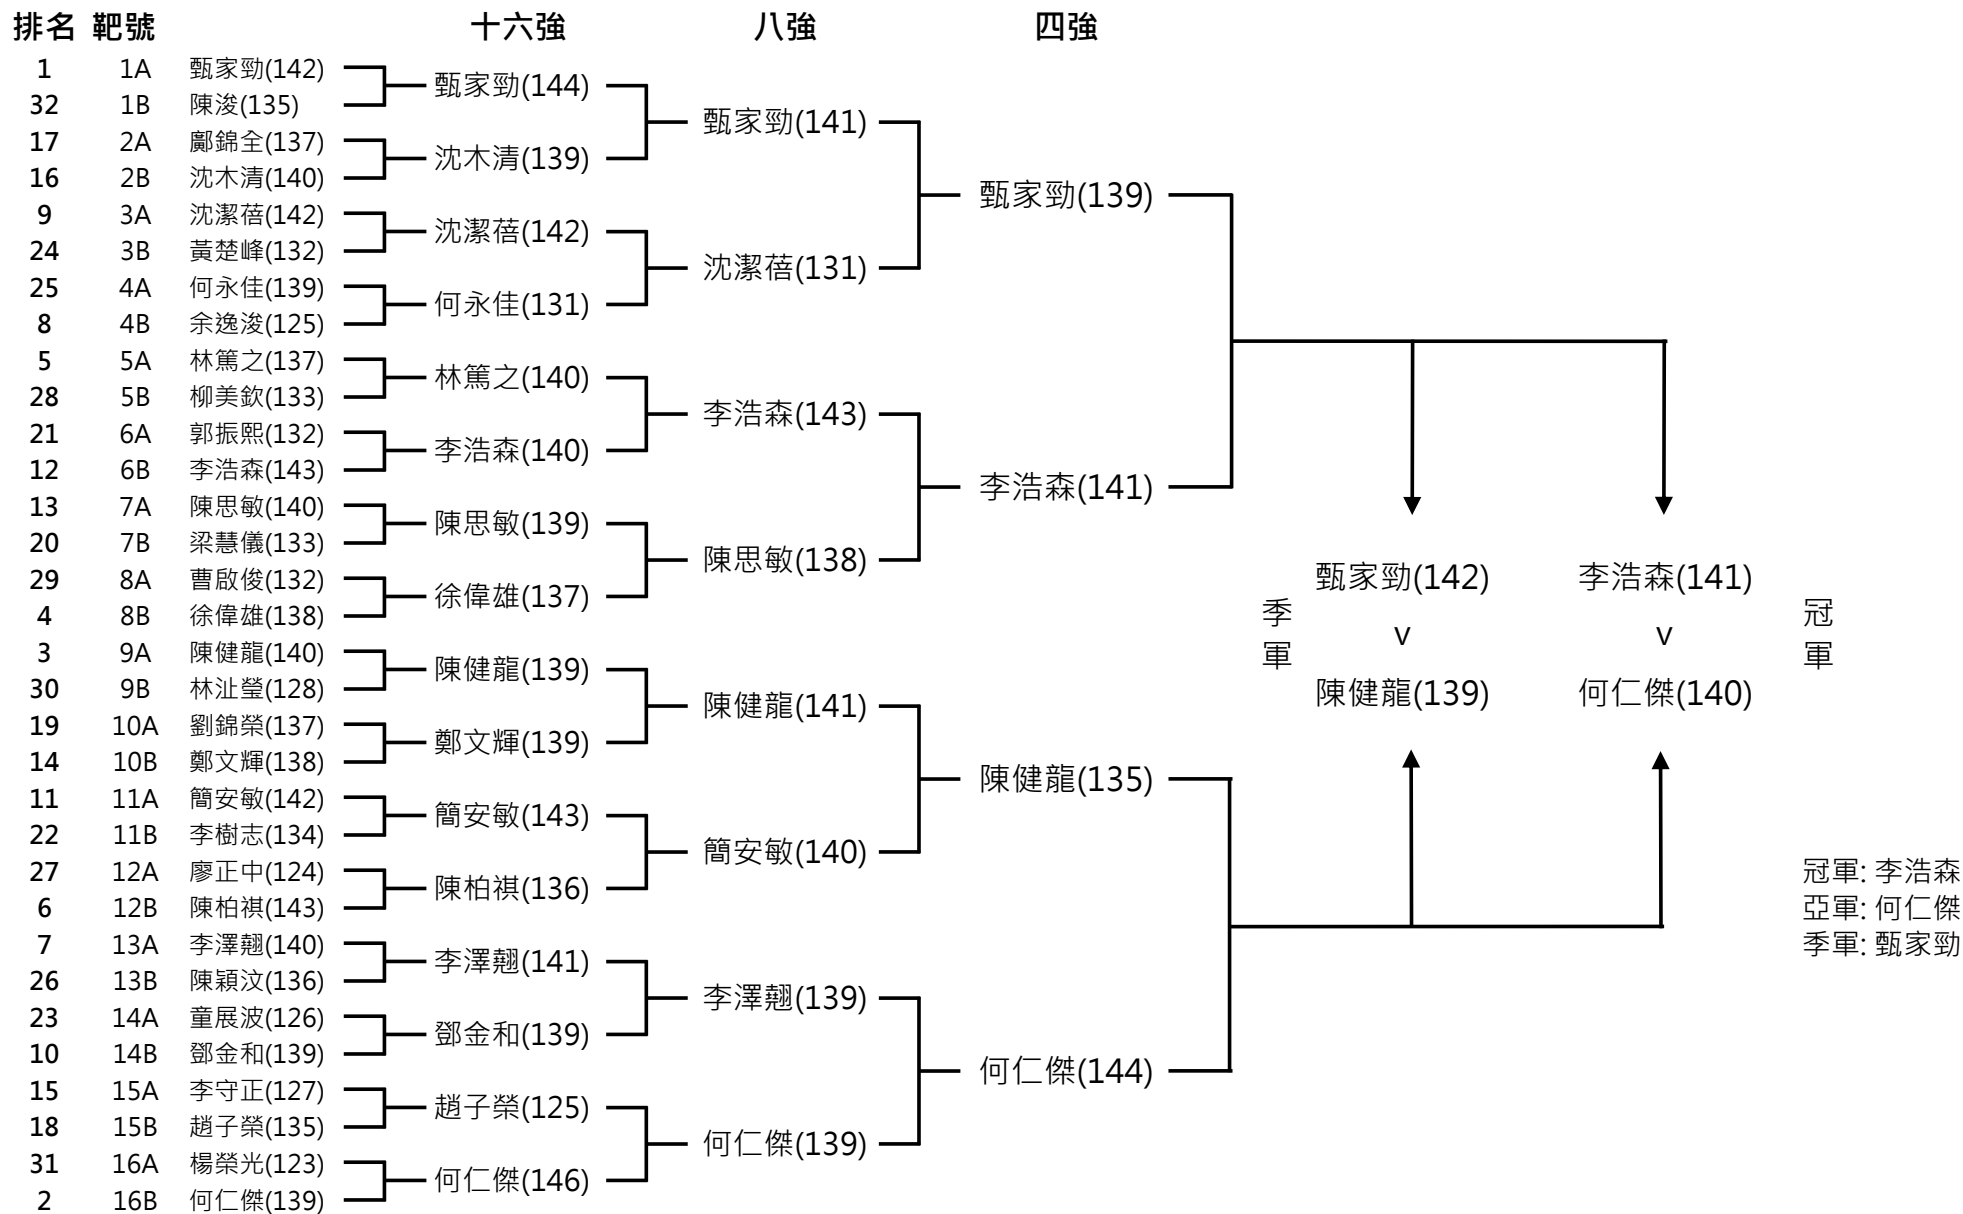 排名 靶號 十六強 八強 四強
1 1A 甄家勁(142)
甄家勁(144)
32 1B 陳浚(135)
甄家勁(141)
17 2A 鄺錦全(137)
沈木清(139)
16 2B 沈木清(140)
甄家勁(139)
9 3A 沈潔蓓(142)
沈潔蓓(142)
24 3B 黃楚峰(132)
沈潔蓓(131)
25 4A 何永佳(139)
何永佳(131)
8 4B 余逸浚(125)
5 5A 林篤之(137)
林篤之(140)
28 5B 柳美欽(133)
李浩森(143)
21 6A 郭振熙(132)
李浩森(140)
12 6B 李浩森(143)
李浩森(141)
13 7A 陳思敏(140)
陳思敏(139)
20 7B 梁慧儀(133)
陳思敏(138)
29 8A 曹啟俊(132)
徐偉雄(137)
4 8B 徐偉雄(138)
甄家勁(142) 李浩森(141)
季軍 v v 冠軍
陳健龍(139) 何仁傑(140)
3 9A 陳健龍(140)
陳健龍(139)
30 9B 林沚瑩(128)
陳健龍(141)
19 10A 劉錦榮(137)
鄭文輝(139)
14 10B 鄭文輝(138)
陳健龍(135)
11 11A 簡安敏(142)
簡安敏(143)
22 11B 李樹志(134)
簡安敏(140)
27 12A 廖正中(124)
陳柏祺(136)
6 12B 陳柏祺(143)
7 13A 李澤翹(140)
李澤翹(141)
26 13B 陳穎汶(136)
李澤翹(139)
23 14A 童展波(126)
鄧金和(139)
10 14B 鄧金和(139)
何仁傑(144)
15 15A 李守正(127)
趙子榮(125)
18 15B 趙子榮(135)
何仁傑(139)
31 16A 楊榮光(123)
何仁傑(146)
2 16B 何仁傑(139)
冠軍: 李浩森
亞軍: 何仁傑
季軍: 甄家勁